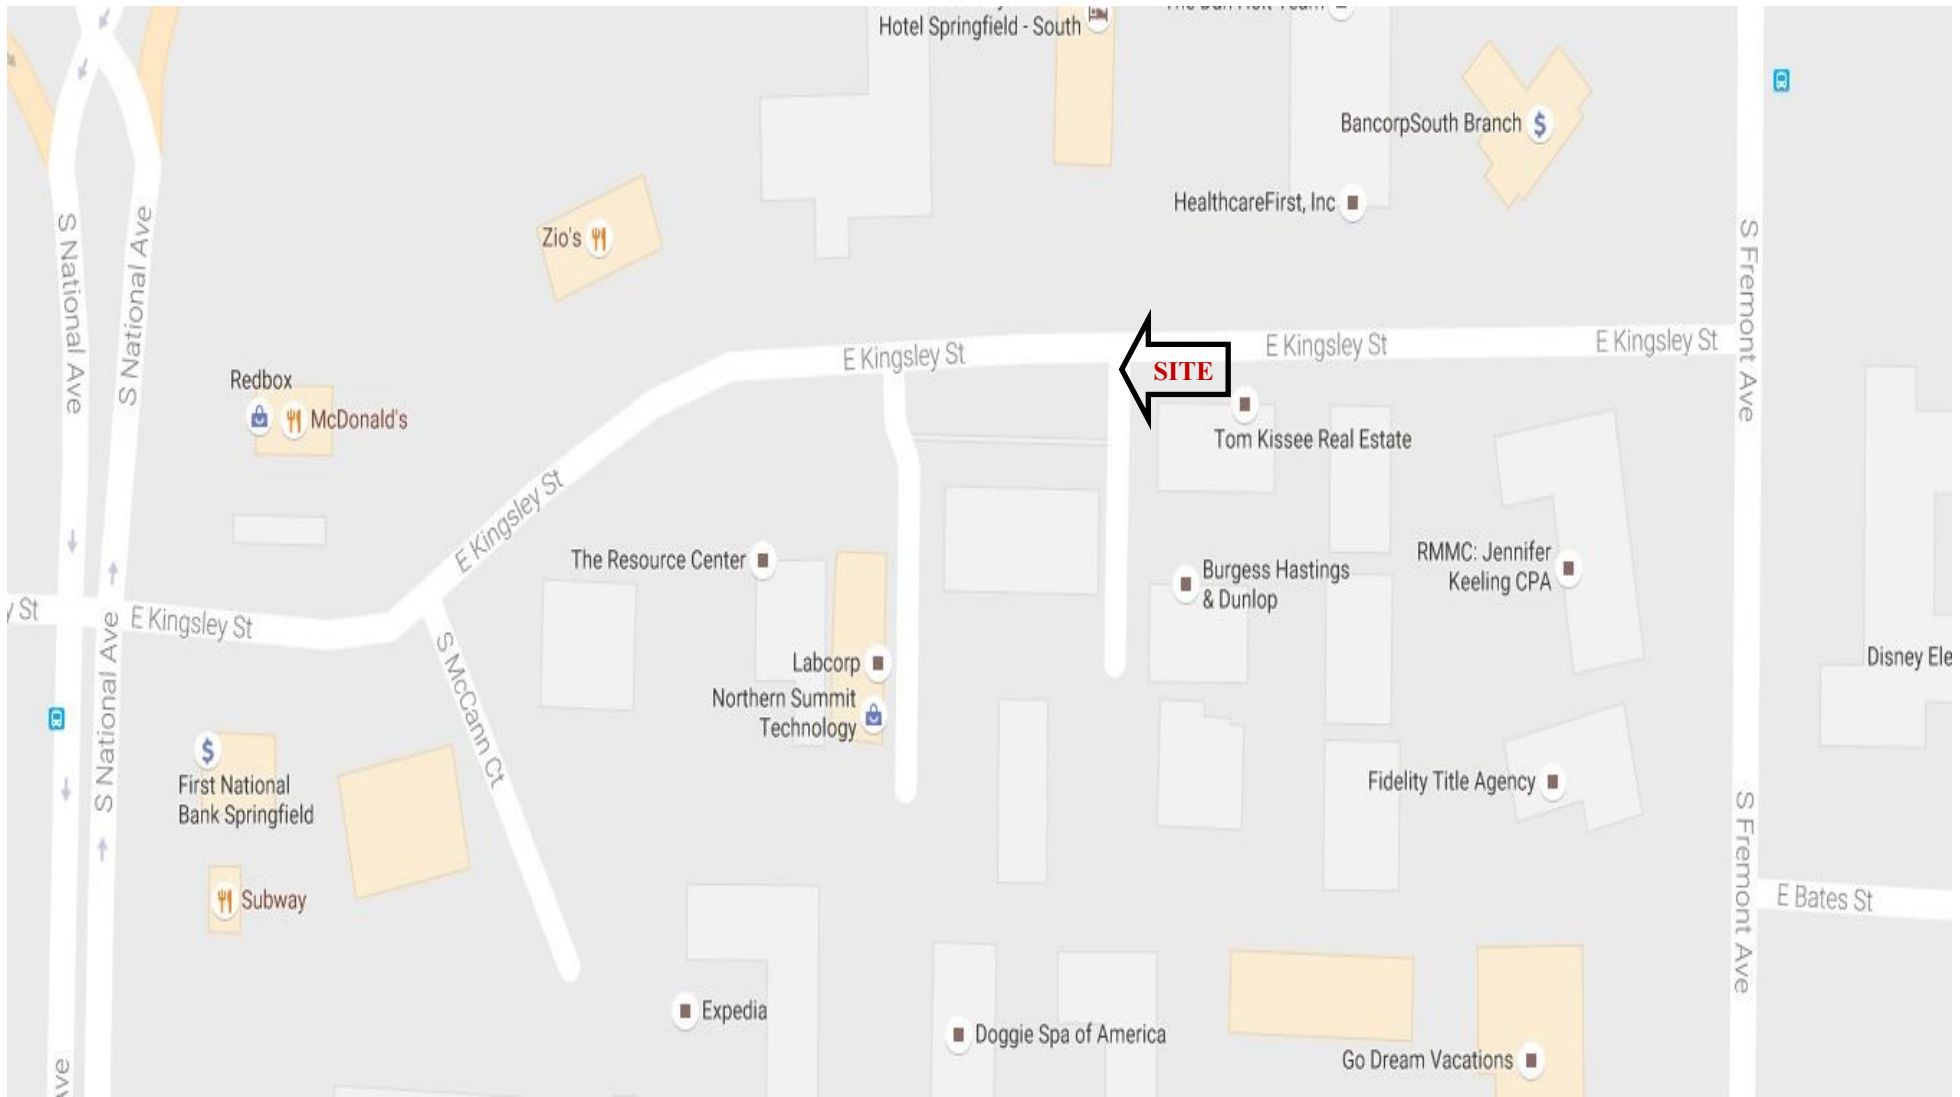 Hotel Springfield - South
BancorpSouth Branch
HealthcareFirst, Inc
Zio's
S National Ave
S National Ave
S Fremont Ave
E Kingsley St
E Kingsley St
E Kingsley St
SITE
Redbox
McDonald's
Tom Kissee Real Estate
E Kingsley St
The Resource Center
RMMC: Jennifer
Keeling CPA
Burgess Hastings
& Dunlop
y St
E Kingsley St
S McCann Ct
Labcorp
Disney Ele
Northern Summit
Technology
S National Ave
First National
Bank Springfield
Fidelity Title Agency
S Fremont Ave
Subway
E Bates St
Expedia
Doggie Spa of America
Go Dream Vacations
Ave